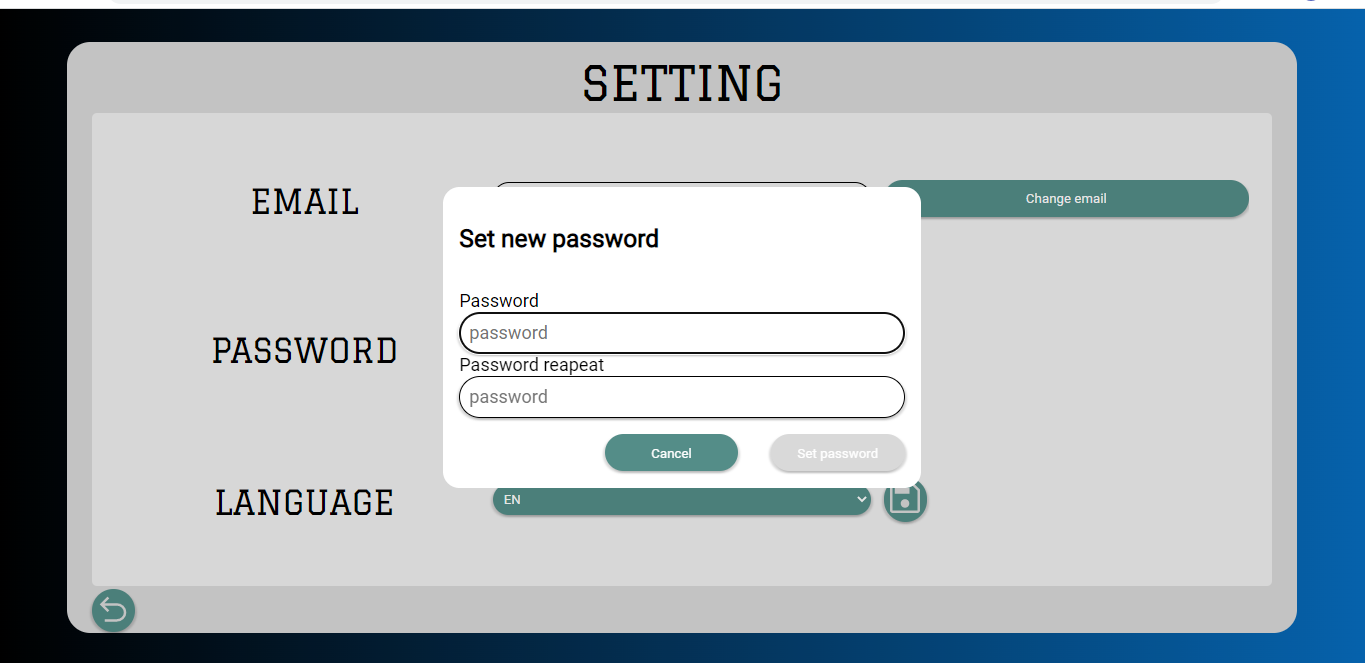 SETTING
EMAIL
Change email
Set new password
Password
password
PASSWORD
Password reapeat
password
Cancel
Set password
LANGUAGE
EN